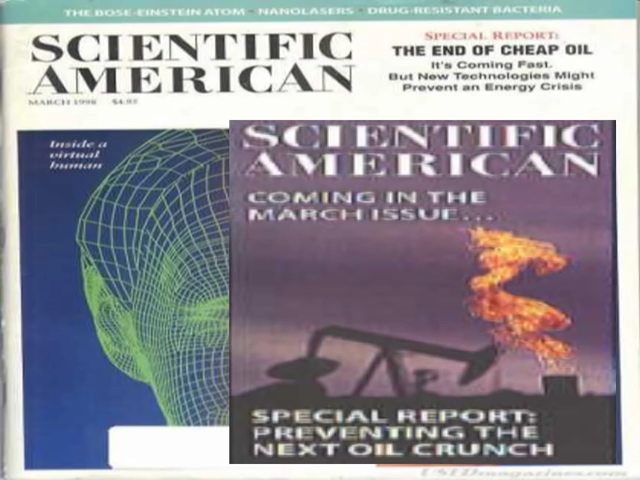 THE BOSE-EINSTEIN ATOM • NANOLASERS • DRUG-RESISTANT BACTERIA
SCIENTIFIC
AMERICAN
MARCH 1998 $4.95
SPECIAL REPORT:
THE END OF CHEAP OIL
It's Coming Fast.
But New Technologies Might
Prevent an Energy Crisis
Inside a
virtual
human
SCIENTIFIC
AMERICAN
COMING IN THE
MARCH ISSUE...
SPECIAL REPORT:
PREVENTING THE
NEXT OIL CRUNCH
USEDmagazines.com